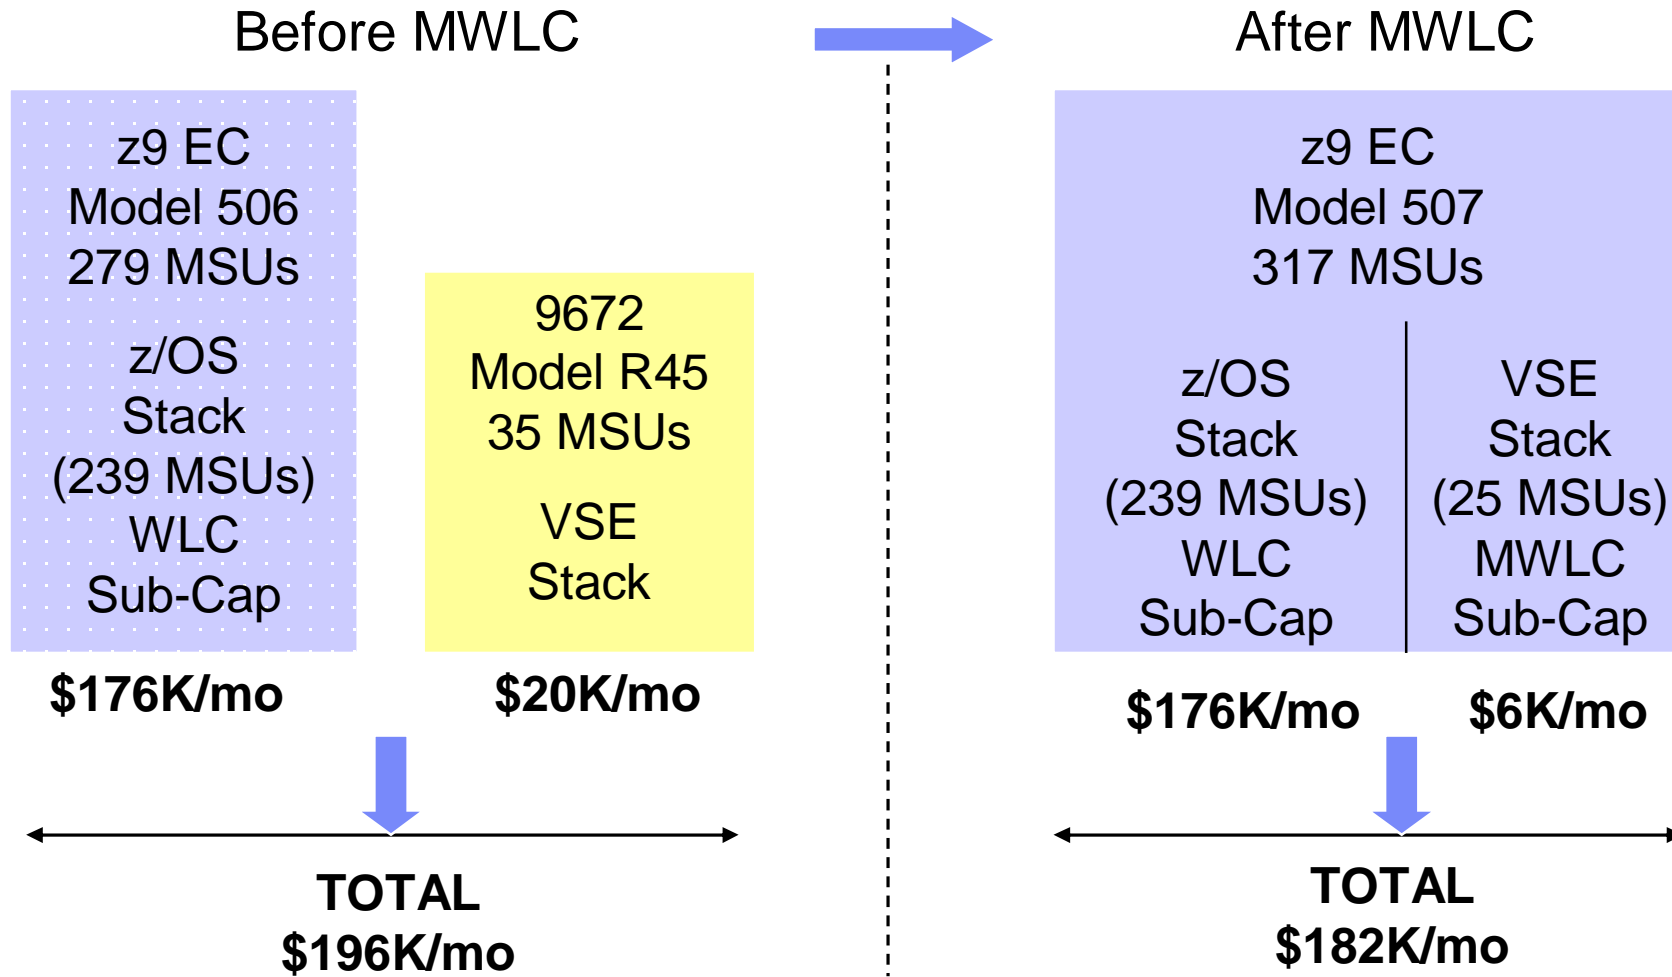 Before MWLC
z9 EC
Model 506
279 MSUs
z/OS
Stack
(239 MSUs)
WLC
Sub-Cap
$176K/mo
9672
Model R45
35 MSUs
VSE
Stack
$20K/mo
TOTAL
$196K/mo
After MWLC
z9 EC
Model 507
317 MSUs
z/OS
Stack
(239 MSUs)
WLC
Sub-Cap
$176K/mo
VSE
Stack
(25 MSUs)
MWLC
Sub-Cap
$6K/mo
TOTAL
$182K/mo